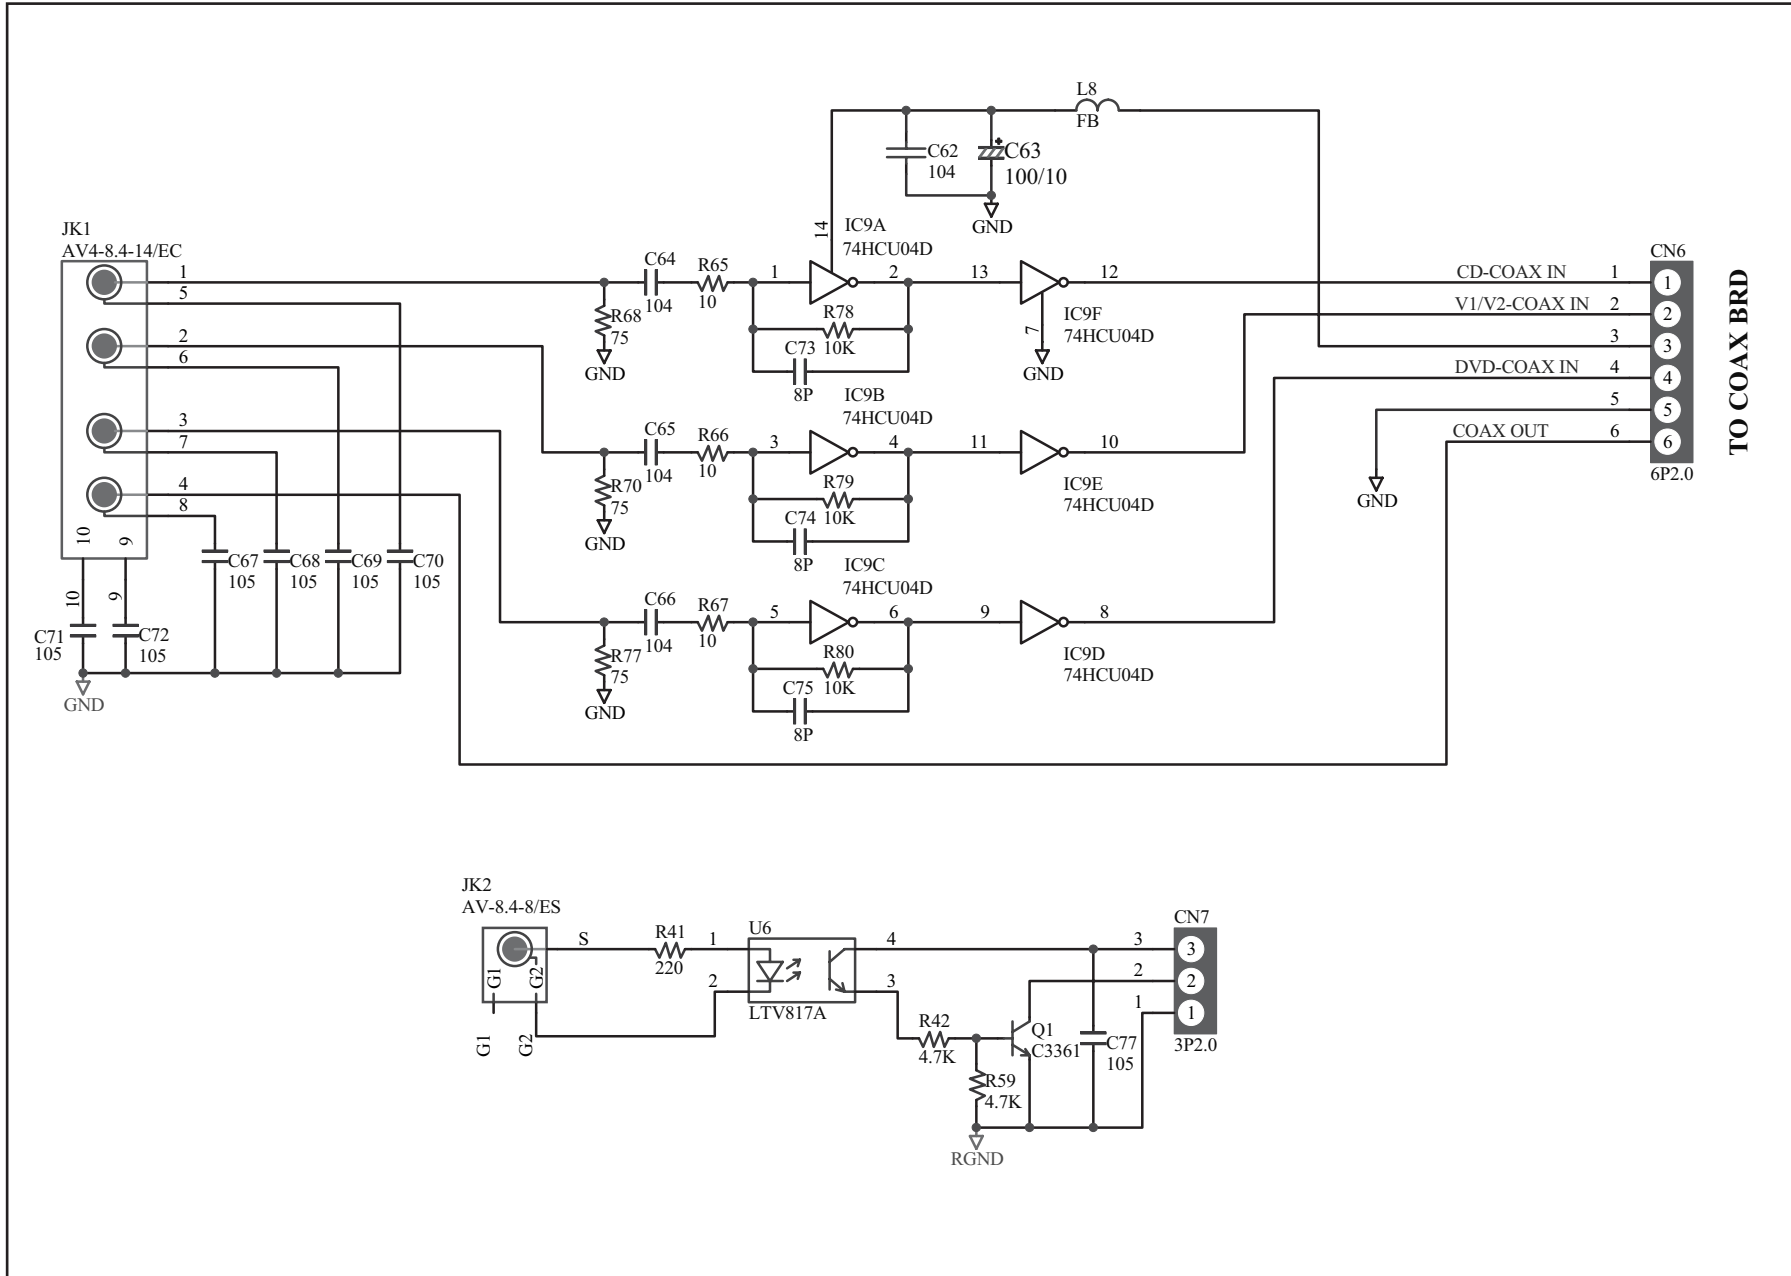 L8
FB
C62
104
C63
100/10
GND
14
IC9A
74HCU04D
JK1
AV4-8.4-14/EC
1
5
2
6
3
7
4
8
10
9
10
9
C67
105
C68
105
C69
105
C70
105
C71
105
C72
105
GND
C64
104
R65
10
R68
75
GND
1
2
R78
10K
C73
8P
13
12
IC9F
74HCU04D
7
GND
IC9B
74HCU04D
C65
104
R66
10
R70
75
GND
3
4
R79
10K
C74
8P
11
10
IC9E
74HCU04D
IC9C
74HCU04D
C66
104
R67
10
R77
75
GND
5
6
R80
10K
C75
8P
9
8
IC9D
74HCU04D
CN6
CD-COAX IN 1 1
V1/V2-COAX IN 2 2
3 3
DVD-COAX IN 4 4
5 5
COAX OUT 6 6
6P2.0
GND
TO COAX BRD
JK2
AV-8.4-8/ES
G1
G2
G1
G2
S
R41
220
1
2
U6
LTV817A
4
3
R42
4.7K
R59
4.7K
Q1
C3361
C77
105
RGND
CN7
3 3
2 2
1 1
3P2.0